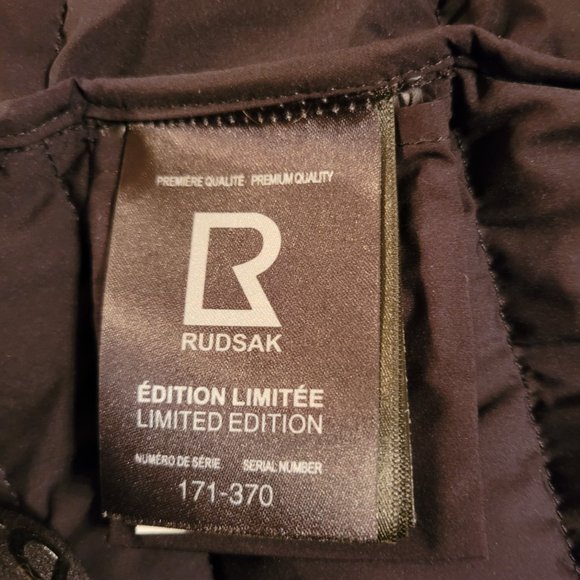 PREMIÈRE QUALITÉ PREMIUM QUALITY
R
RUDSAK
ÉDITION LIMITÉE
LIMITED EDITION
NUMÉRO DE SÉRIE SERIAL NUMBER
171-370